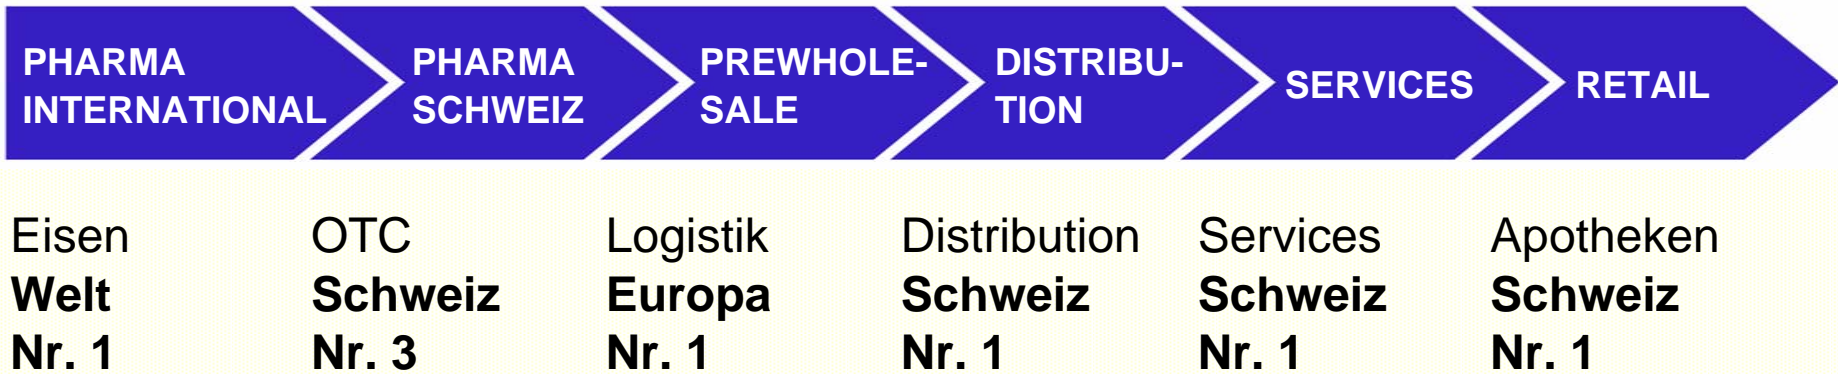 PHARMA
INTERNATIONAL
PHARMA
SCHWEIZ
PREWHOLE-
SALE
DISTRIBU-
TION
SERVICES
RETAIL
Eisen
Welt
Nr. 1
OTC
Schweiz
Nr. 3
Logistik
Europa
Nr. 1
Distribution
Schweiz
Nr. 1
Services
Schweiz
Nr. 1
Apotheken
Schweiz
Nr. 1